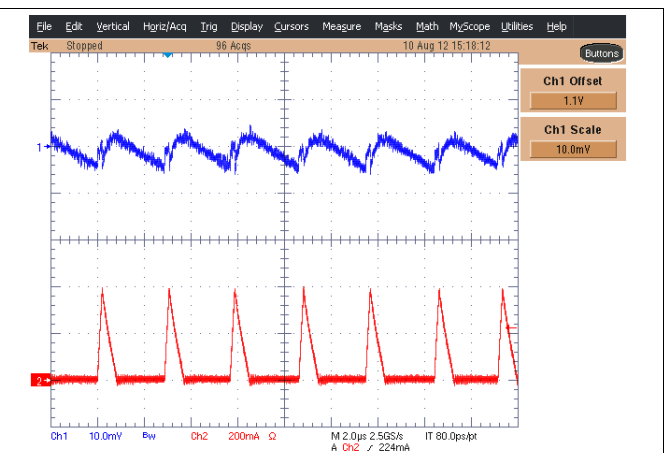 File Edit Vertical Horiz/Acq Trig Display Cursors Measure Masks Math MyScope Utilities Help
Tek Stopped 96 Acqs 10 Aug 12 15:18:12
Buttons
Ch1 Offset
1.1V
Ch1 Scale
10.0mV
1
2
Ch1 10.0mV Bw Ch2 200mA Ω M 2.0µs 2.5GS/s IT 80.0ps/pt
A Ch2 ∕ 224mA